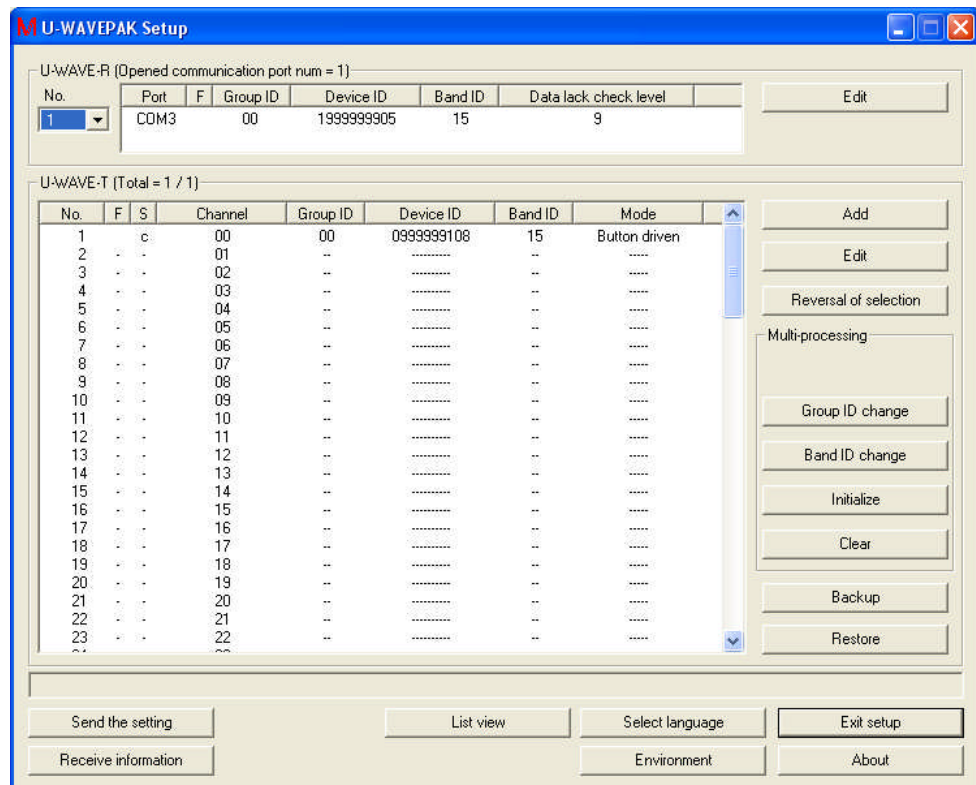 M U-WAVEPAK Setup
U-WAVE-R (Opened communication port num = 1)
No. Port F Group ID Device ID Band ID Data lack check level Edit
1 COM3 00 1999999905 15 9
U-WAVE-T (Total = 1 / 1)
No. F S Channel Group ID Device ID Band ID Mode Add
1 c 00 00 0999999108 15 Button driven
2 - - 01 -- ---------- -- ----- Edit
3 - - 02 -- ---------- -- -----
4 - - 03 -- ---------- -- ----- Reversal of selection
5 - - 04 -- ---------- -- -----
6 - - 05 -- ---------- -- -----
7 - - 06 -- ---------- -- ----- Multi-processing
8 - - 07 -- ---------- -- -----
9 - - 08 -- ---------- -- -----
10 - - 09 -- ---------- -- -----
11 - - 10 -- ---------- -- ----- Group ID change
12 - - 11 -- ---------- -- -----
13 - - 12 -- ---------- -- ----- Band ID change
14 - - 13 -- ---------- -- -----
15 - - 14 -- ---------- -- ----- Initialize
16 - - 15 -- ---------- -- -----
17 - - 16 -- ---------- -- -----
18 - - 17 -- ---------- -- ----- Clear
19 - - 18 -- ---------- -- -----
20 - - 19 -- ---------- -- -----
21 - - 20 -- ---------- -- ----- Backup
22 - - 21 -- ---------- -- -----
23 - - 22 -- ---------- -- ----- Restore
Send the setting List view Select language Exit setup
Receive information Environment About